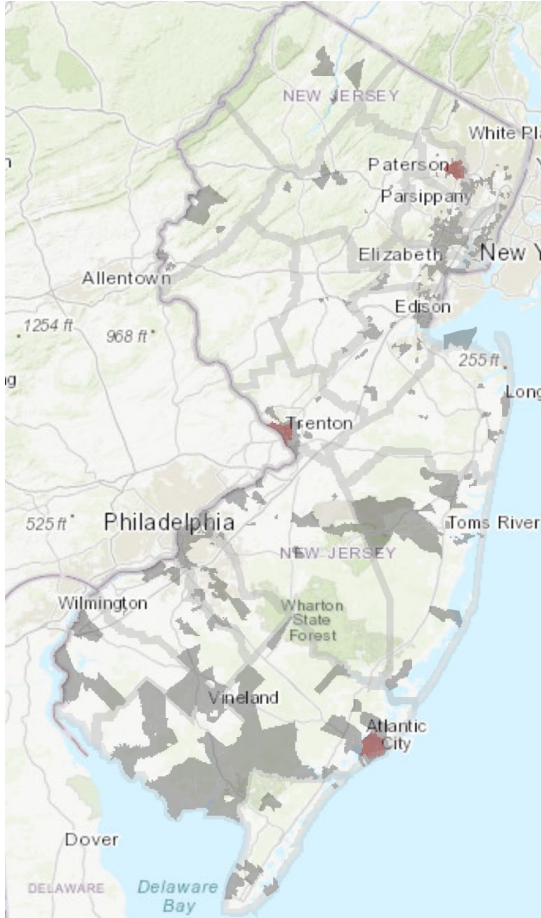 NEW JERSEY
White Pla
Paterson
Parsippany
Elizabeth
New Y
Allentown
Edison
1254 ft
968 ft
255 ft
ng
Long
Trenton
525 ft
Philadelphia
Toms River
NEW JERSEY
Wilmington
Wharton
State
Forest
Vineland
Atlantic
City
Dover
DELAWARE
Delaware
Bay